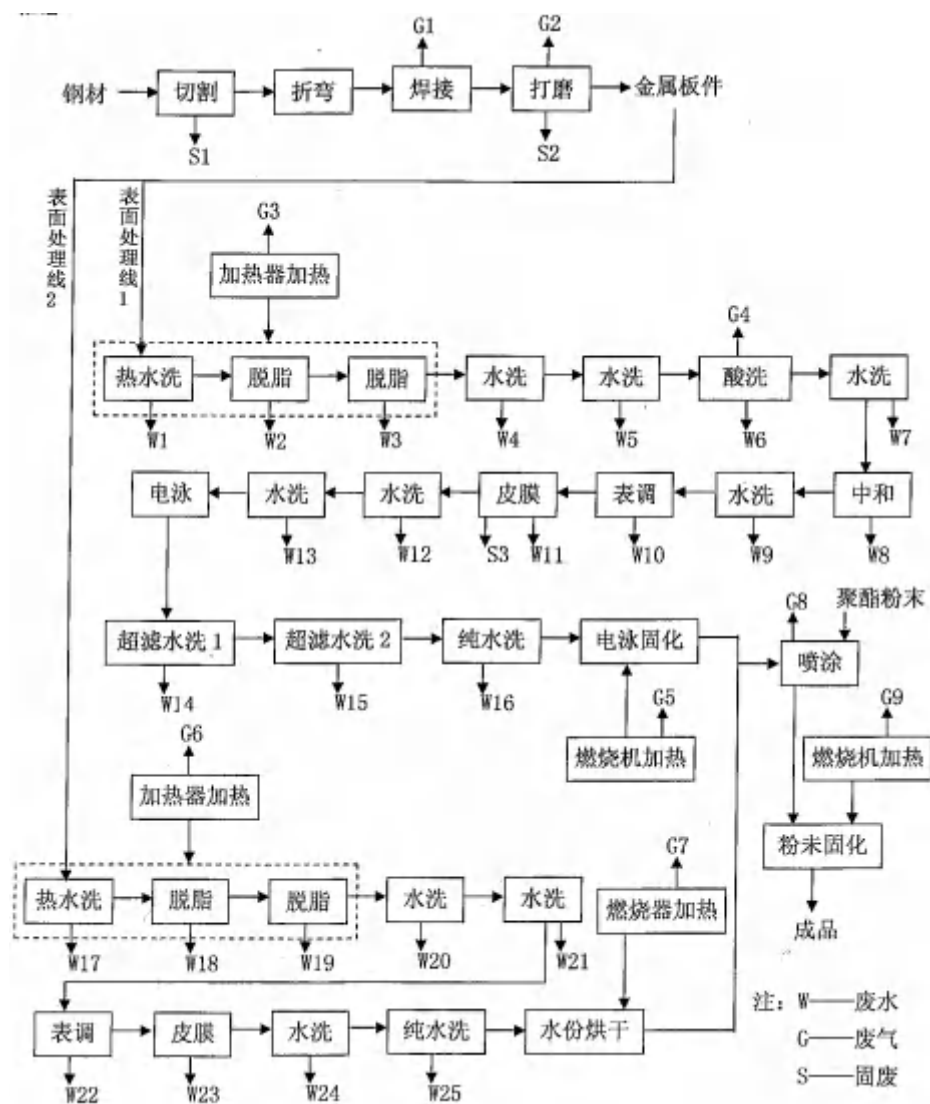 G1 G2
钢材 切割 折弯 焊接 打磨 金属板件
S1 S2
表面处理线2
表面处理线1
G3
加热器加热
G4
热水洗 脱脂 脱脂 水洗 水洗 酸洗 水洗
W1 W2 W3 W4 W5 W6 W7
电泳 水洗 水洗 皮膜 表调 水洗 中和
W13 W12 S3 W11 W10 W9 W8
G8 聚酯粉末
超滤水洗1 超滤水洗2 纯水洗 电泳固化 喷涂
W14 W15 W16 G5 G9
G6
燃烧机加热 燃烧机加热
加热器加热
粉未固化
G7
热水洗 脱脂 脱脂 水洗 水洗 燃烧器加热
成品
W17 W18 W19 W20 W21
注：W——废水
表调 皮膜 水洗 纯水洗 水份烘干
G——废气
W22 W23 W24 W25
S——固废